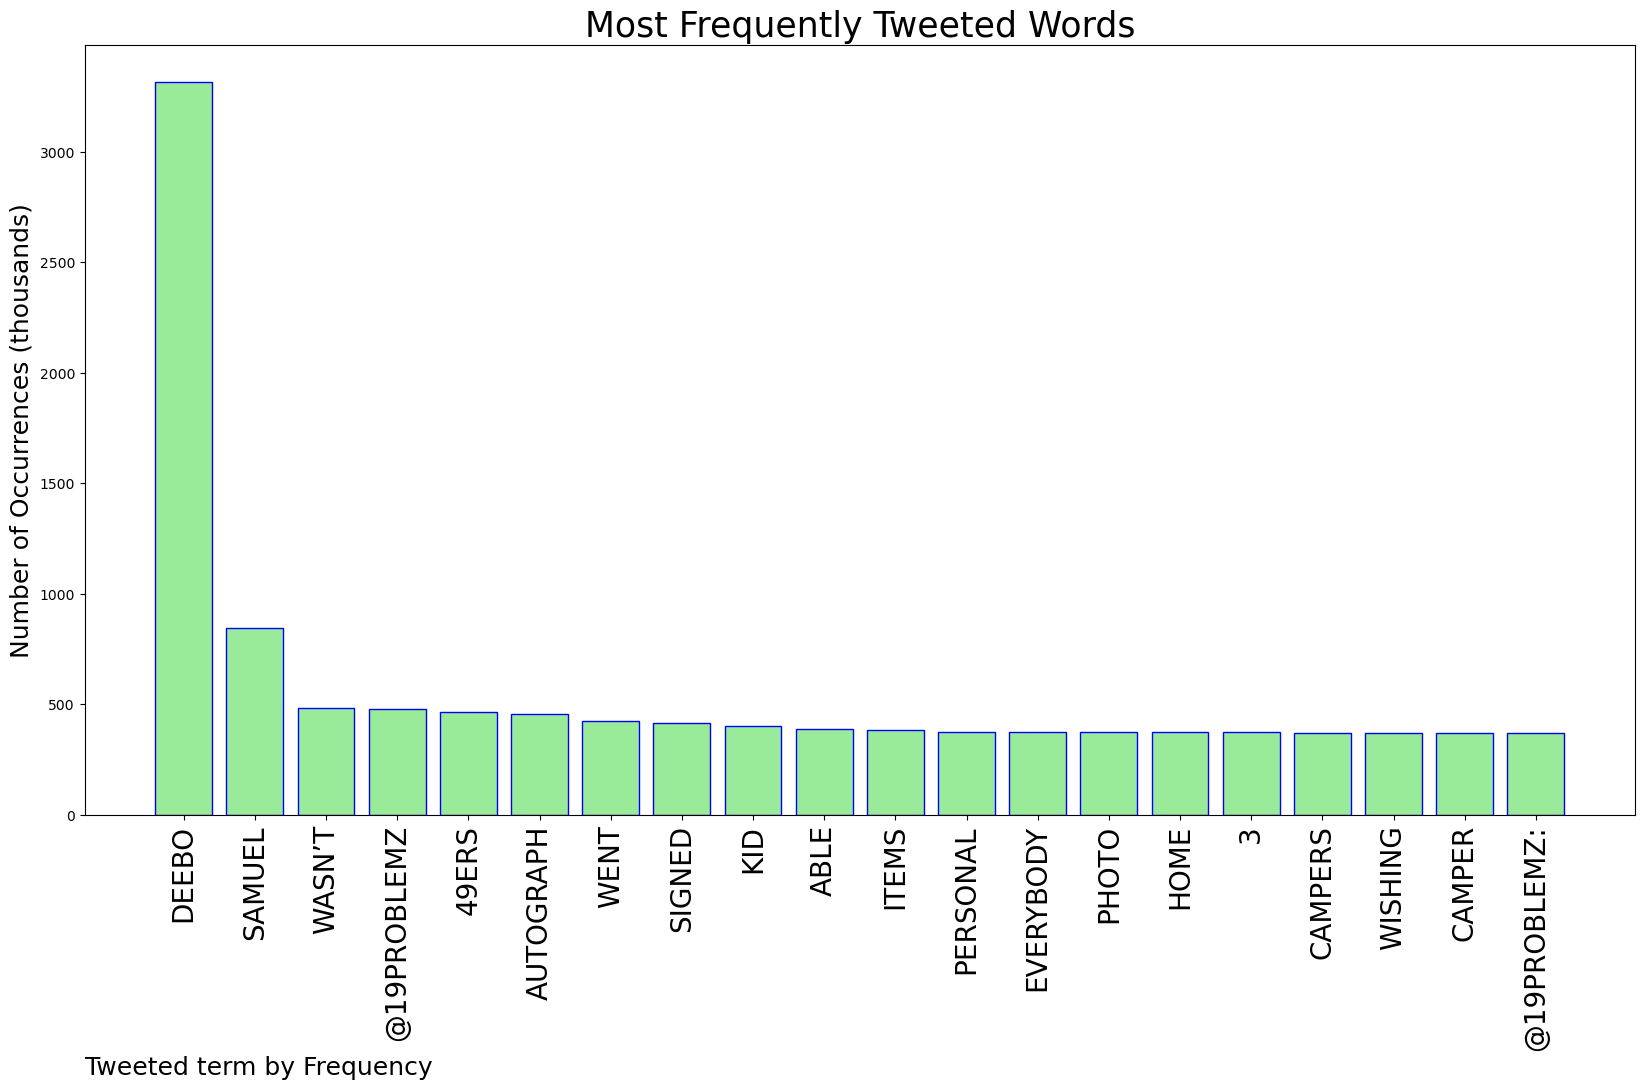 Most Frequently Tweeted Words
Number of Occurrences (thousands)
3000
2500
2000
1500
1000
500
0
DEEBO
SAMUEL
WASN’T
@19PROBLEMZ
49ERS
AUTOGRAPH
WENT
SIGNED
KID
ABLE
ITEMS
PERSONAL
EVERYBODY
PHOTO
HOME
3
CAMPERS
WISHING
CAMPER
@19PROBLEMZ:
Tweeted term by Frequency